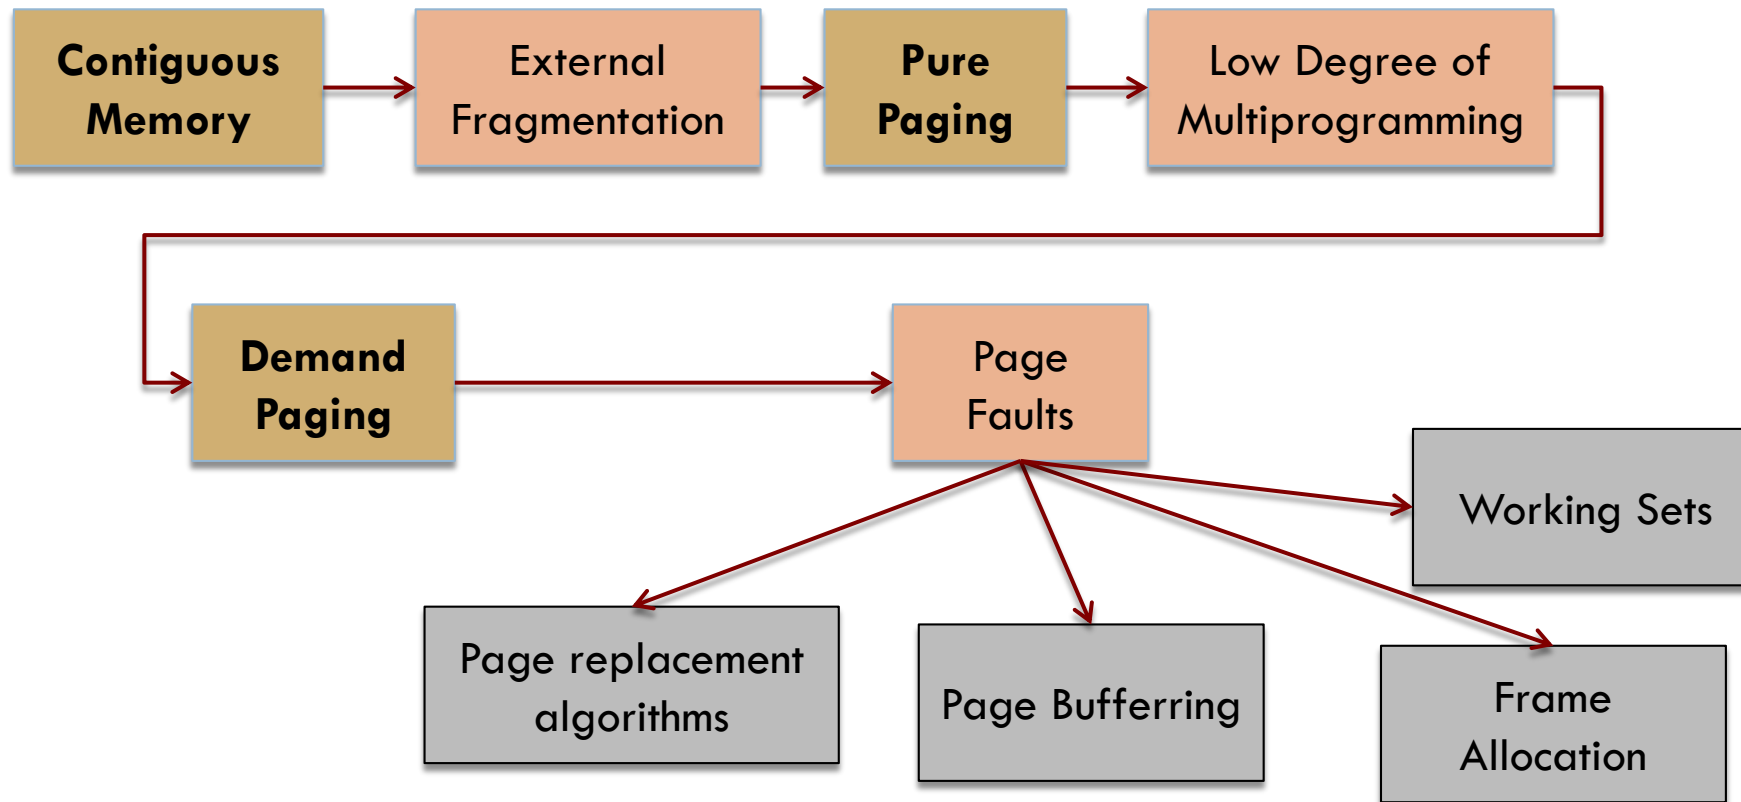 Contiguous
Memory
External
Fragmentation
Pure
Paging
Low Degree of
Multiprogramming
Demand
Paging
Page
Faults
Working Sets
Page replacement
algorithms
Page Bufferring
Frame
Allocation